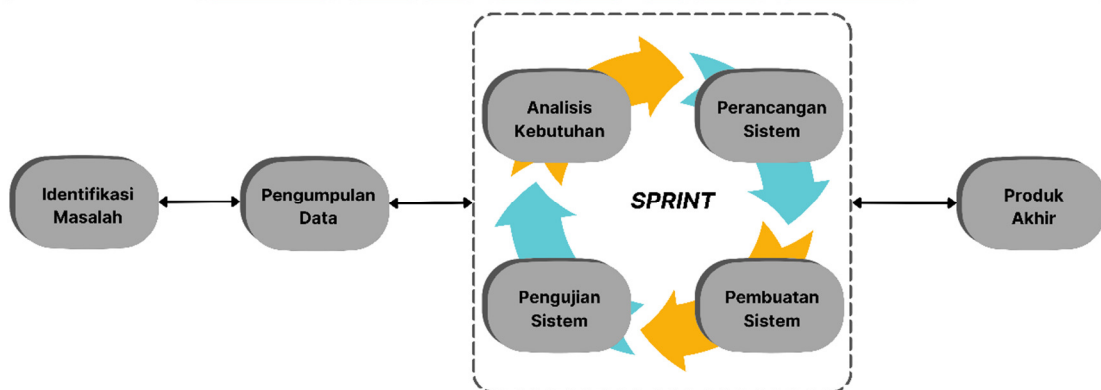 Identifikasi
Masalah
Pengumpulan
Data
Analisis
Kebutuhan
Perancangan
Sistem
SPRINT
Pengujian
Sistem
Pembuatan
Sistem
Produk
Akhir